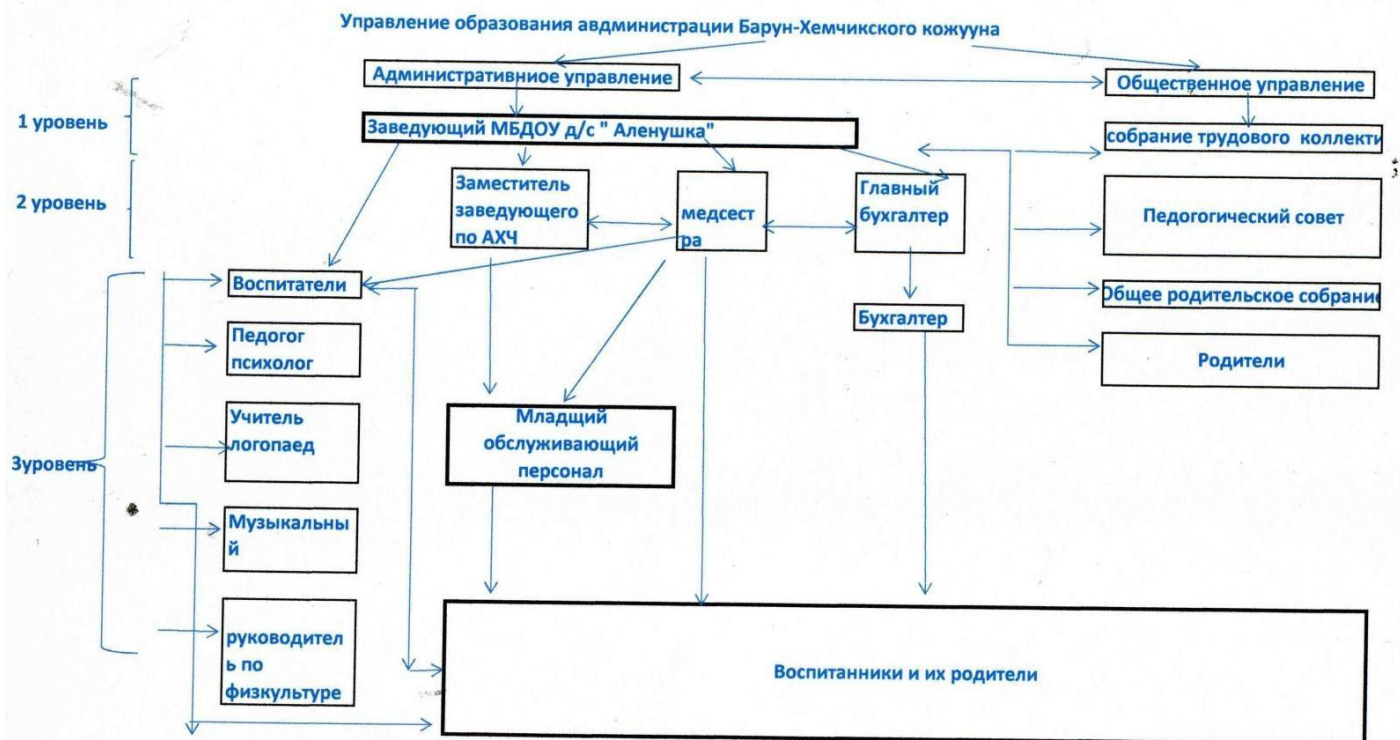 Управление образования авдминистрации Барун-Хемчикского кожууна
Административниое управление
Общественное управление
1 уровень
Заведующий МБДОУ д/с " Аленушка"
собрание трудового коллекти
2 уровень
Заместитель
заведующего
по АХЧ
медсест
ра
Главный
бухгалтер
Педогогический совет
Воспитатели
Общее родительское собрание
Бухгалтер
Педогог
психолог
Родители
Учитель
логопаед
Младщий
обслуживающий
персонал
3уровень
Музыкальны
й
руководител
ь по
физкультуре
Воспитанники и их родители